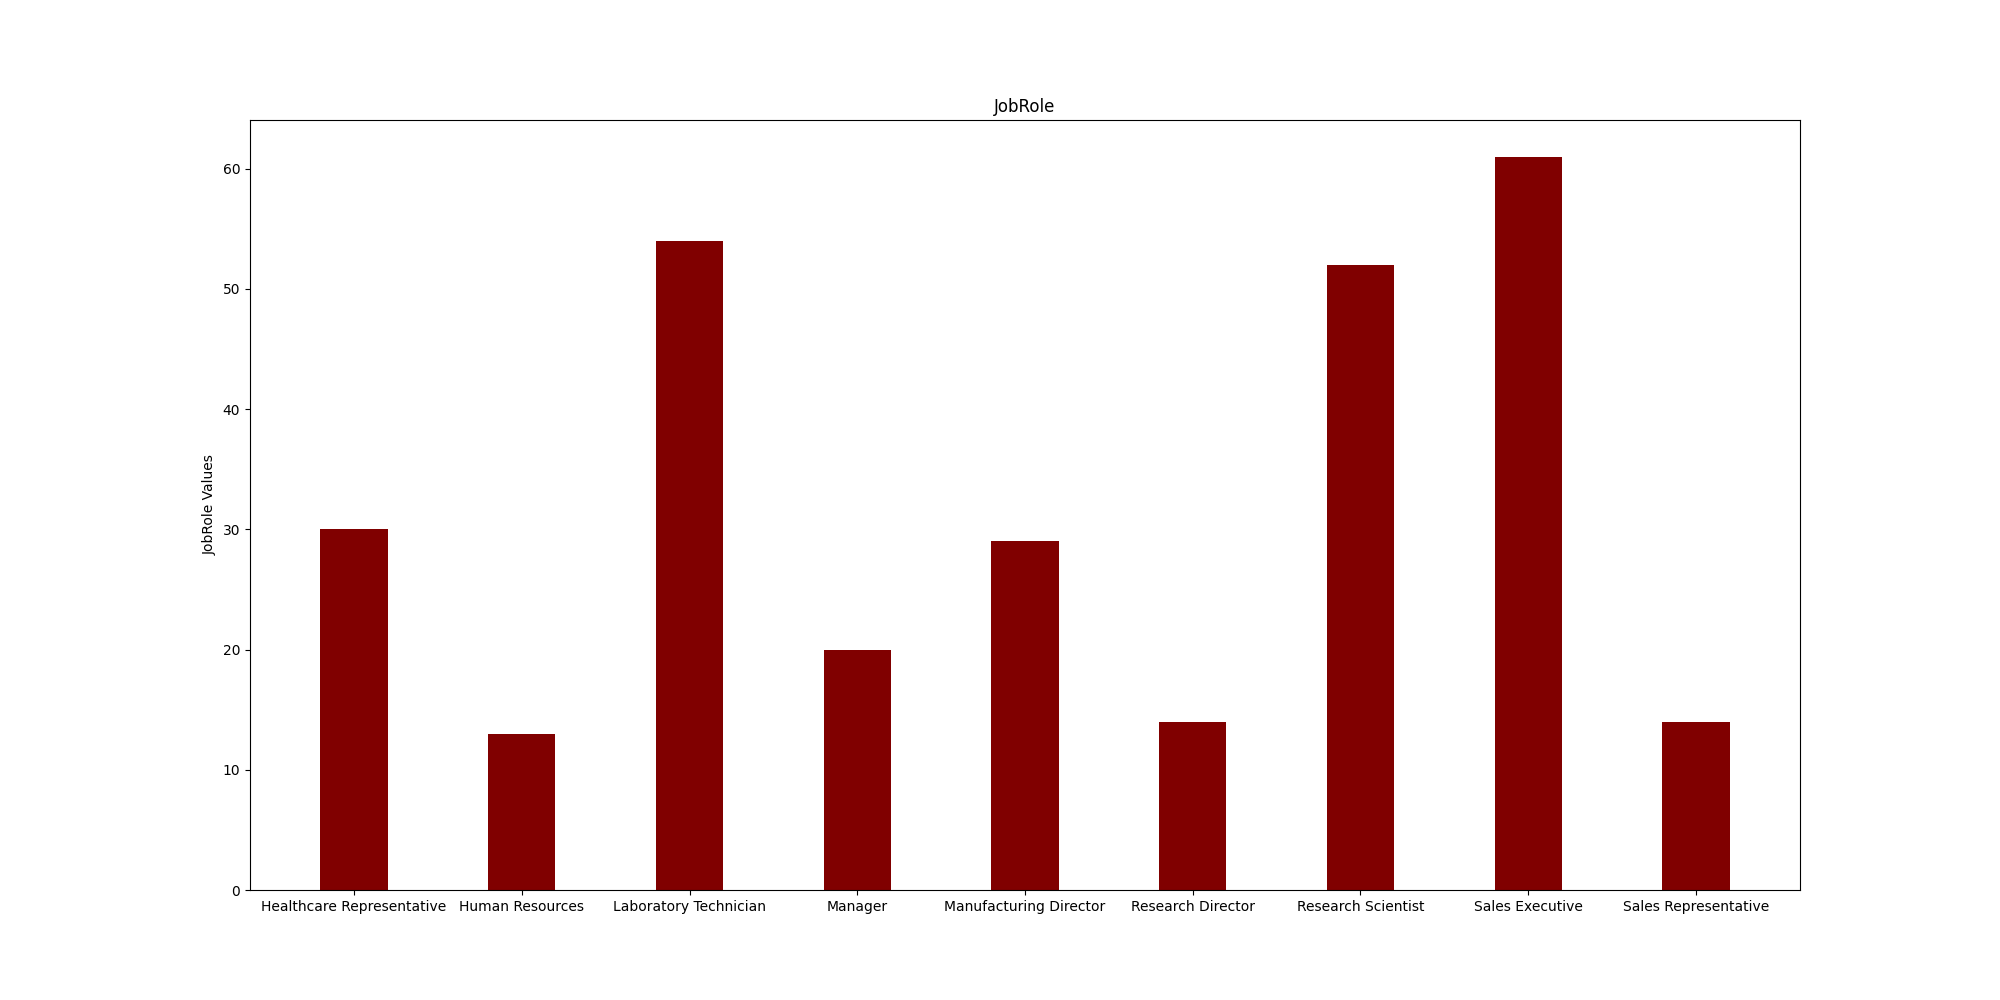 JobRole
60
50
40
30
20
10
0
JobRole Values
Healthcare Representative Human Resources Laboratory Technician Manager Manufacturing Director Research Director Research Scientist Sales Executive Sales Representative